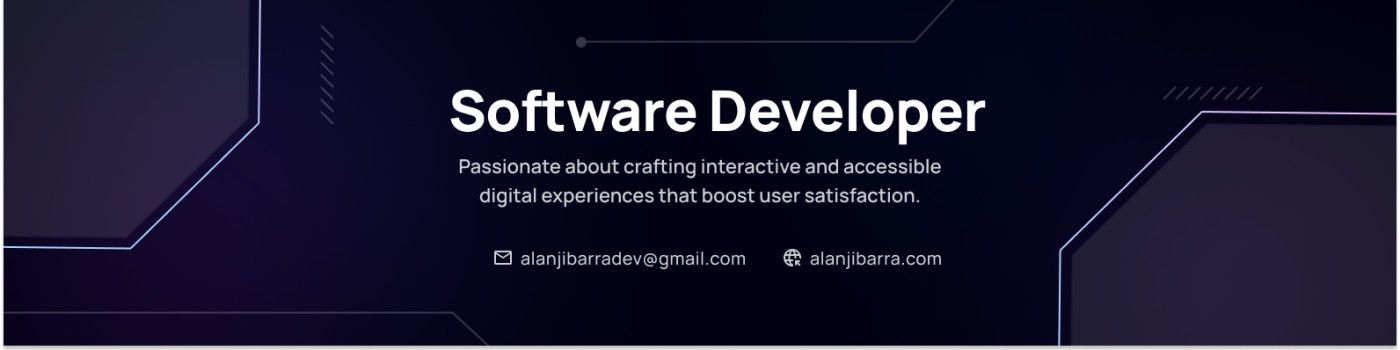 Software Developer
Passionate about crafting interactive and accessible
digital experiences that boost user satisfaction.
alanjibarradev@gmail.com alanjibarra.com